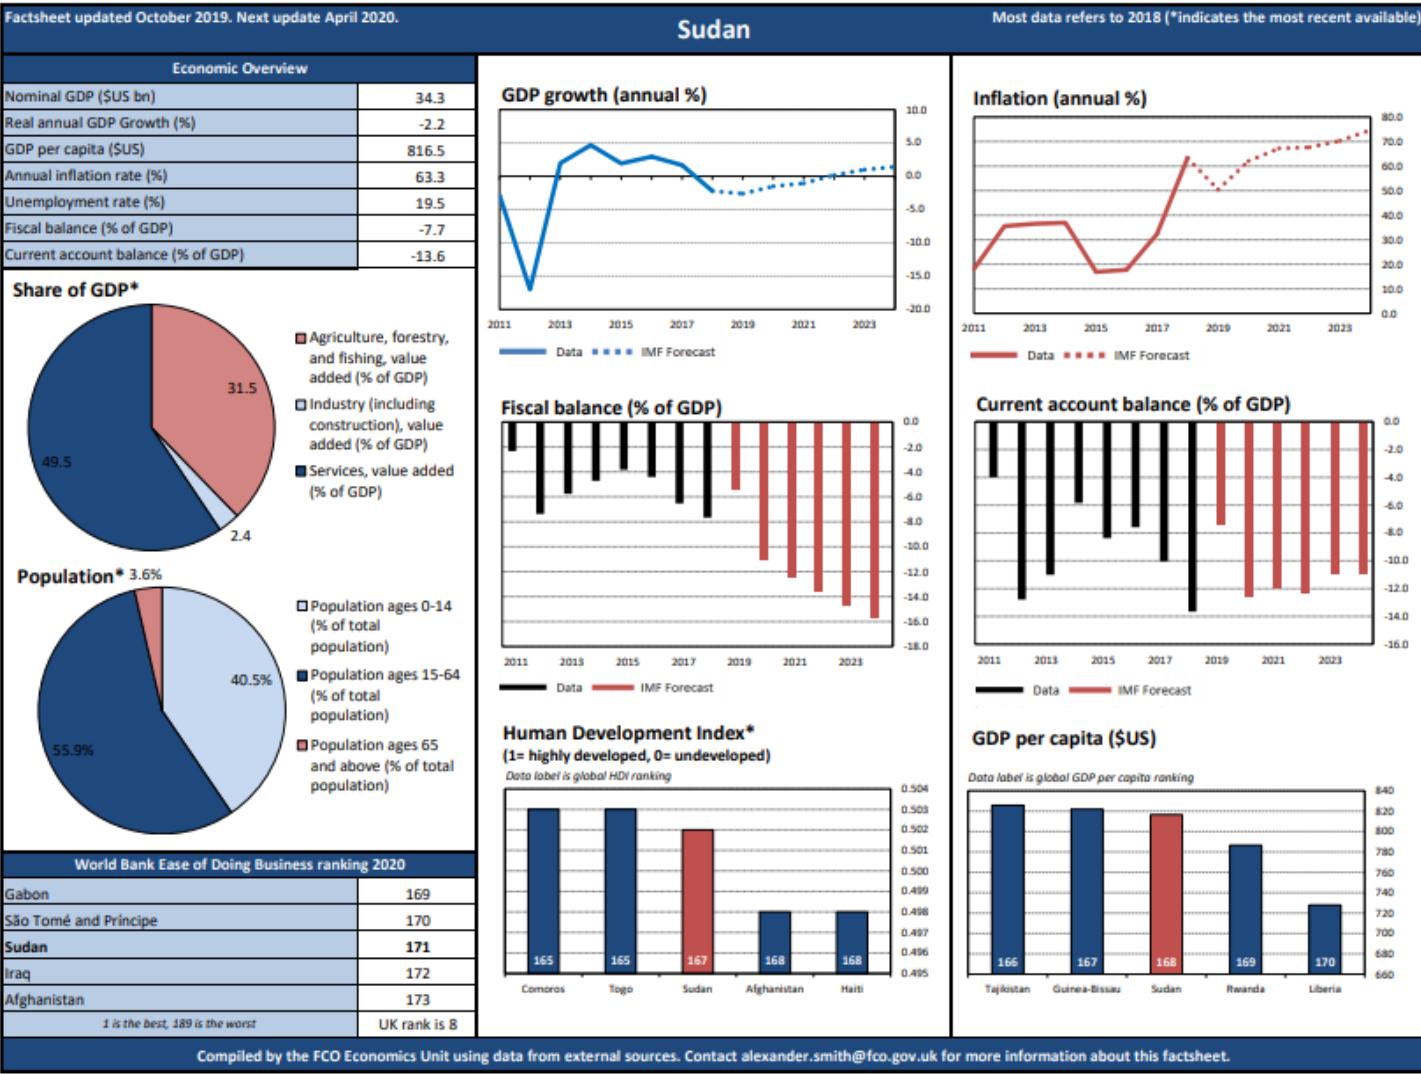 Factsheet updated October 2019. Next update April 2020.
Sudan
Most data refers to 2018 (*indicates the most recent available)
Economic Overview
Nominal GDP ($US bn) 34.3
Real annual GDP Growth (%) -2.2
GDP per capita ($US) 816.5
Annual inflation rate (%) 63.3
Unemployment rate (%) 19.5
Fiscal balance (% of GDP) -7.7
Current account balance (% of GDP) -13.6
Share of GDP*
31.5
49.5
2.4
Agriculture, forestry,
and fishing, value
added (% of GDP)
Industry (including
construction), value
added (% of GDP)
Services, value added
(% of GDP)
Population* 3.6%
40.5%
55.9%
Population ages 0-14
(% of total
population)
Population ages 15-64
(% of total
population)
Population ages 65
and above (% of total
population)
World Bank Ease of Doing Business ranking 2020
Gabon 169
São Tomé and Príncipe 170
Sudan 171
Iraq 172
Afghanistan 173
1 is the best, 189 is the worst UK rank is 8
GDP growth (annual %)
10.0
5.0
0.0
-5.0
-10.0
-15.0
-20.0
2011 2013 2015 2017 2019 2021 2023
Data IMF Forecast
Fiscal balance (% of GDP)
0.0
-2.0
-4.0
-6.0
-8.0
-10.0
-12.0
-14.0
-16.0
-18.0
2011 2013 2015 2017 2019 2021 2023
Data IMF Forecast
Human Development Index*
(1= highly developed, 0= undeveloped)
Data label is global HDI ranking
0.504
0.503
0.502
0.501
0.500
0.499
0.498
0.497
0.496
0.495
165 165 167 168 168
Comoros Togo Sudan Afghanistan Haiti
Inflation (annual %)
80.0
70.0
60.0
50.0
40.0
30.0
20.0
10.0
0.0
2011 2013 2015 2017 2019 2021 2023
Data IMF Forecast
Current account balance (% of GDP)
0.0
-2.0
-4.0
-6.0
-8.0
-10.0
-12.0
-14.0
-16.0
2011 2013 2015 2017 2019 2021 2023
Data IMF Forecast
GDP per capita ($US)
Data label is global GDP per capita ranking
840
820
800
780
760
740
720
700
680
660
166 167 168 169 170
Tajikistan Guinea-Bissau Sudan Rwanda Liberia
Compiled by the FCO Economics Unit using data from external sources. Contact alexander.smith@fco.gov.uk for more information about this factsheet.